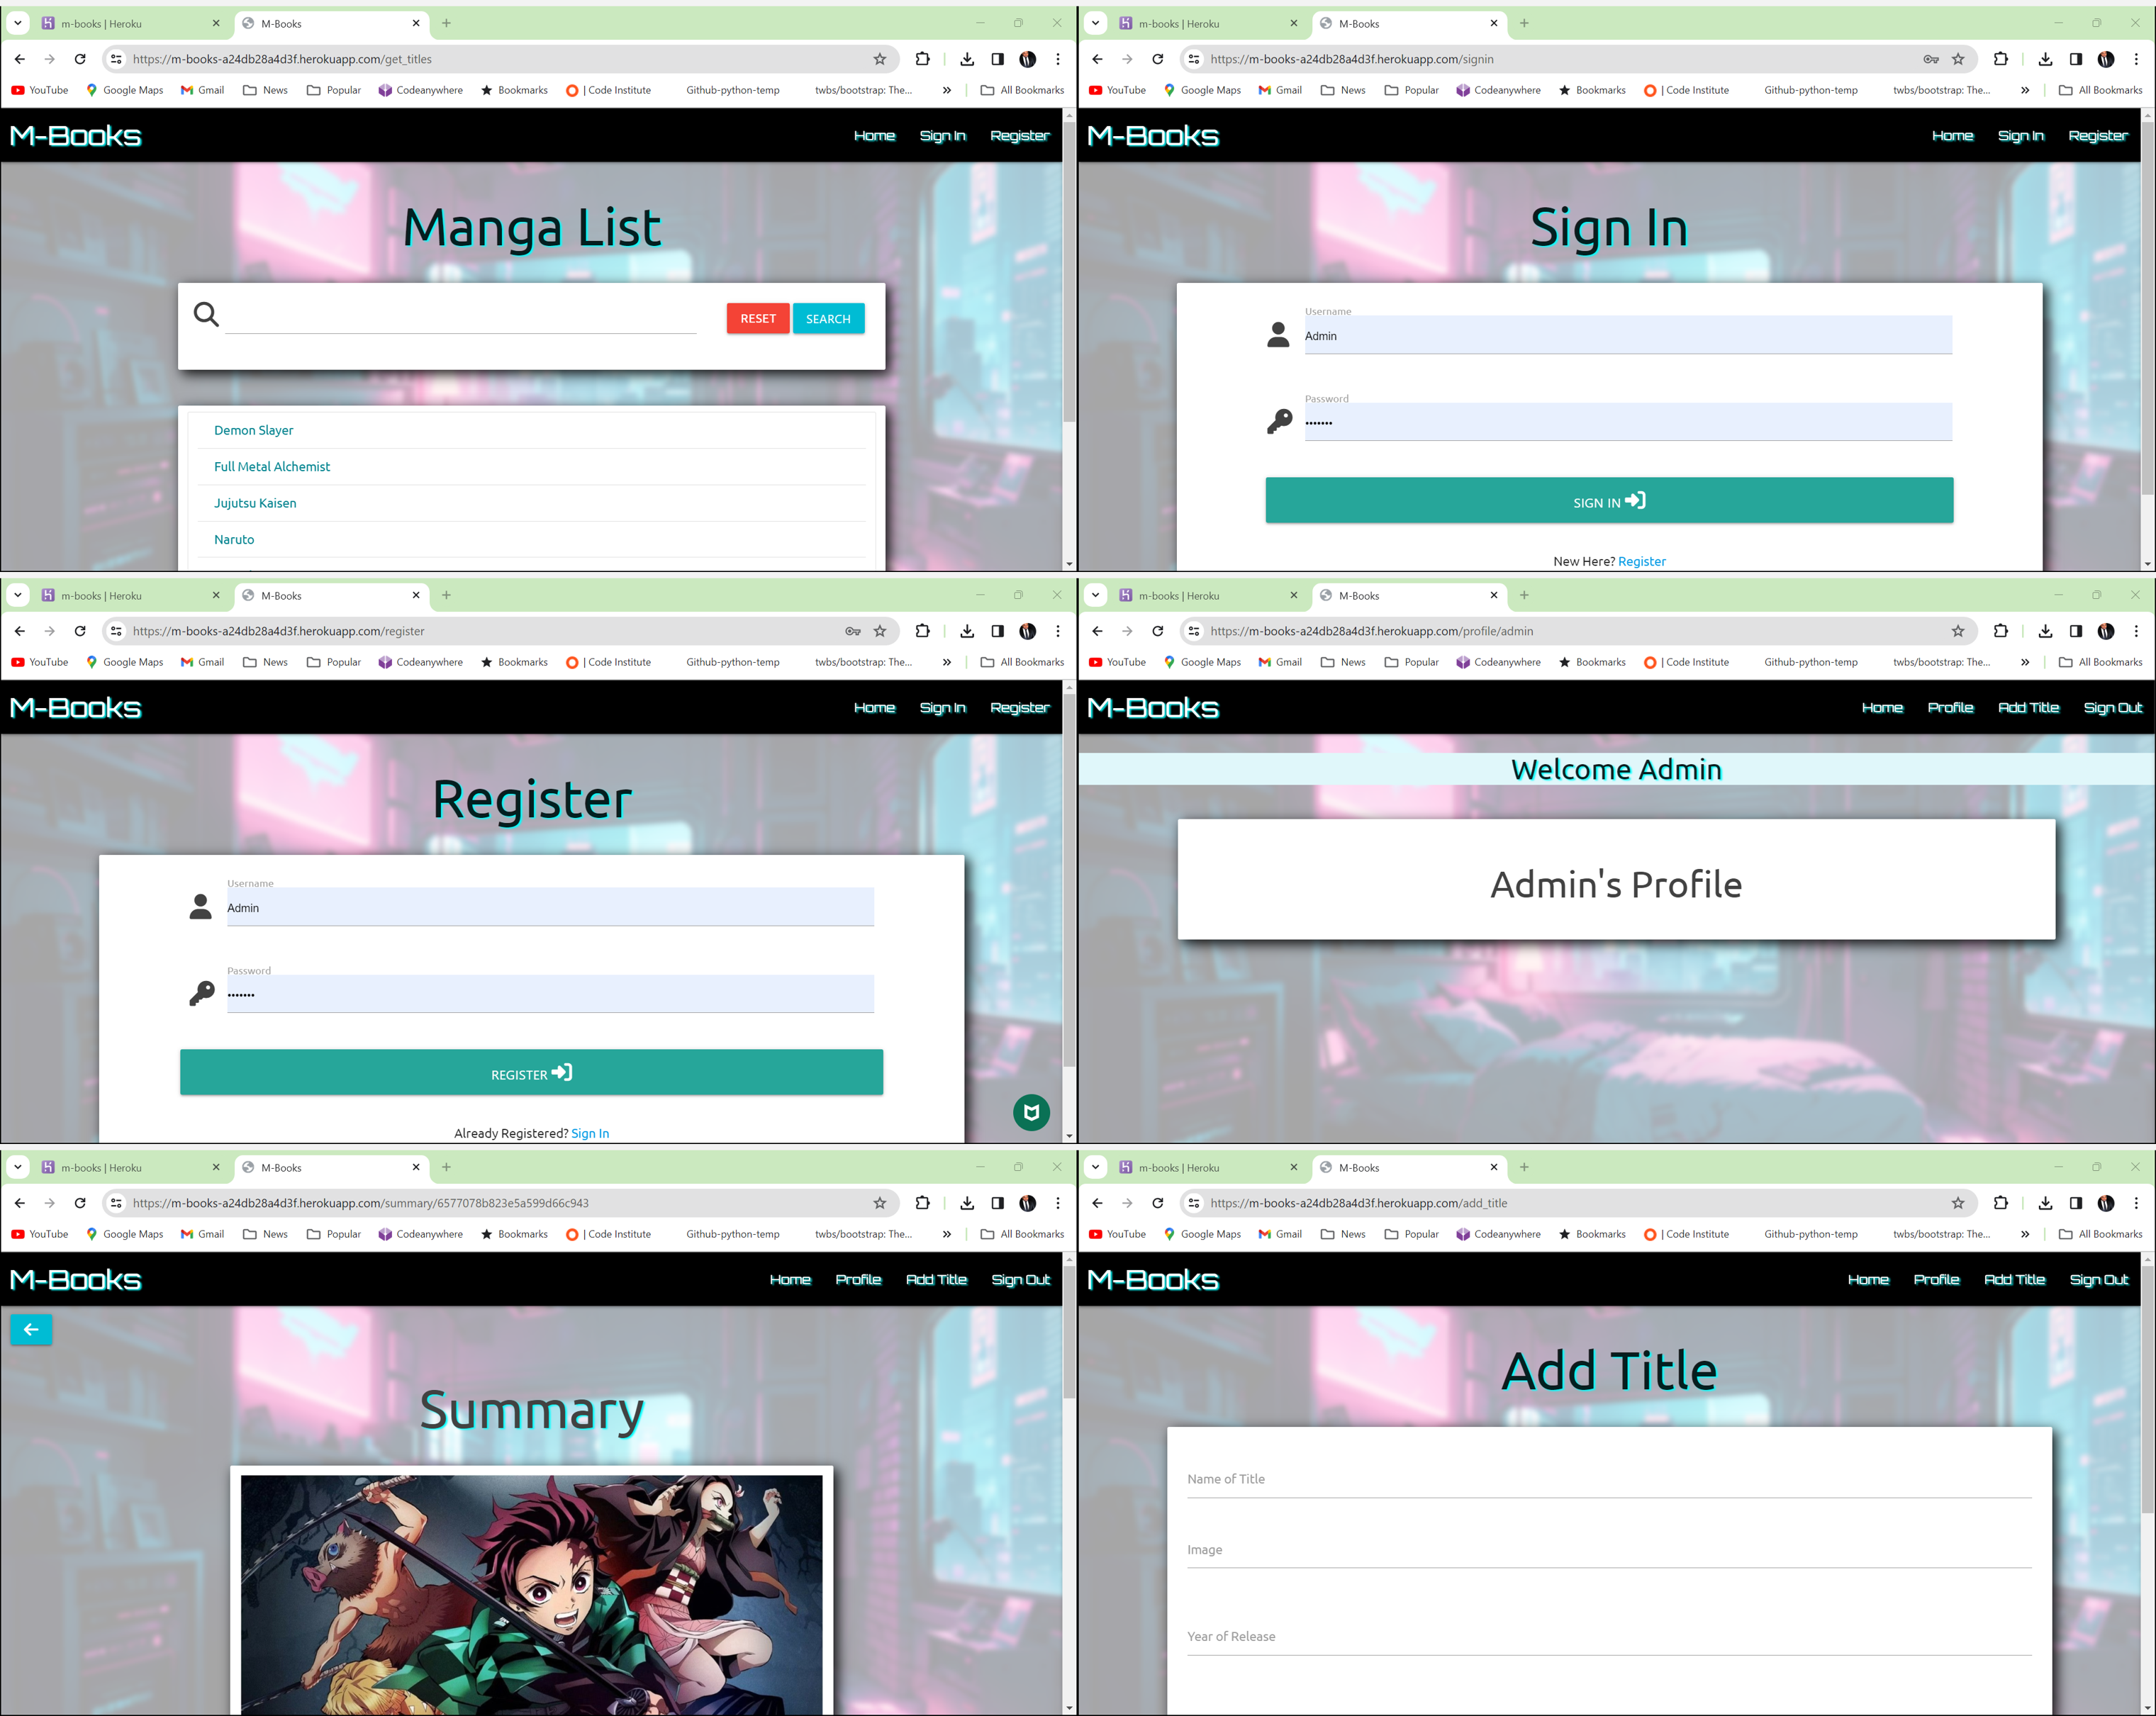 m-books | Heroku M-Books
https://m-books-a24db28a4d3f.herokuapp.com/get_titles
YouTube Google Maps Gmail News Popular Codeanywhere Bookmarks | Code Institute Github-python-temp twbs/bootstrap: The... » All Bookmarks
M-Books Home Sign In Register
Manga List
RESET SEARCH
Demon Slayer
Full Metal Alchemist
Jujutsu Kaisen
Naruto
m-books | Heroku M-Books
https://m-books-a24db28a4d3f.herokuapp.com/signin
YouTube Google Maps Gmail News Popular Codeanywhere Bookmarks | Code Institute Github-python-temp twbs/bootstrap: The... » All Bookmarks
M-Books Home Sign In Register
Sign In
Username
Admin
Password
•••••••
SIGN IN
New Here? Register
m-books | Heroku M-Books
https://m-books-a24db28a4d3f.herokuapp.com/register
YouTube Google Maps Gmail News Popular Codeanywhere Bookmarks | Code Institute Github-python-temp twbs/bootstrap: The... » All Bookmarks
M-Books Home Sign In Register
Register
Username
Admin
Password
•••••••
REGISTER
Already Registered? Sign In
m-books | Heroku M-Books
https://m-books-a24db28a4d3f.herokuapp.com/profile/admin
YouTube Google Maps Gmail News Popular Codeanywhere Bookmarks | Code Institute Github-python-temp twbs/bootstrap: The... » All Bookmarks
M-Books Home Profile Add Title Sign Out
Welcome Admin
Admin's Profile
m-books | Heroku M-Books
https://m-books-a24db28a4d3f.herokuapp.com/summary/6577078b823e5a599d66c943
YouTube Google Maps Gmail News Popular Codeanywhere Bookmarks | Code Institute Github-python-temp twbs/bootstrap: The... » All Bookmarks
M-Books Home Profile Add Title Sign Out
Summary
m-books | Heroku M-Books
https://m-books-a24db28a4d3f.herokuapp.com/add_title
YouTube Google Maps Gmail News Popular Codeanywhere Bookmarks | Code Institute Github-python-temp twbs/bootstrap: The... » All Bookmarks
M-Books Home Profile Add Title Sign Out
Add Title
Name of Title
Image
Year of Release